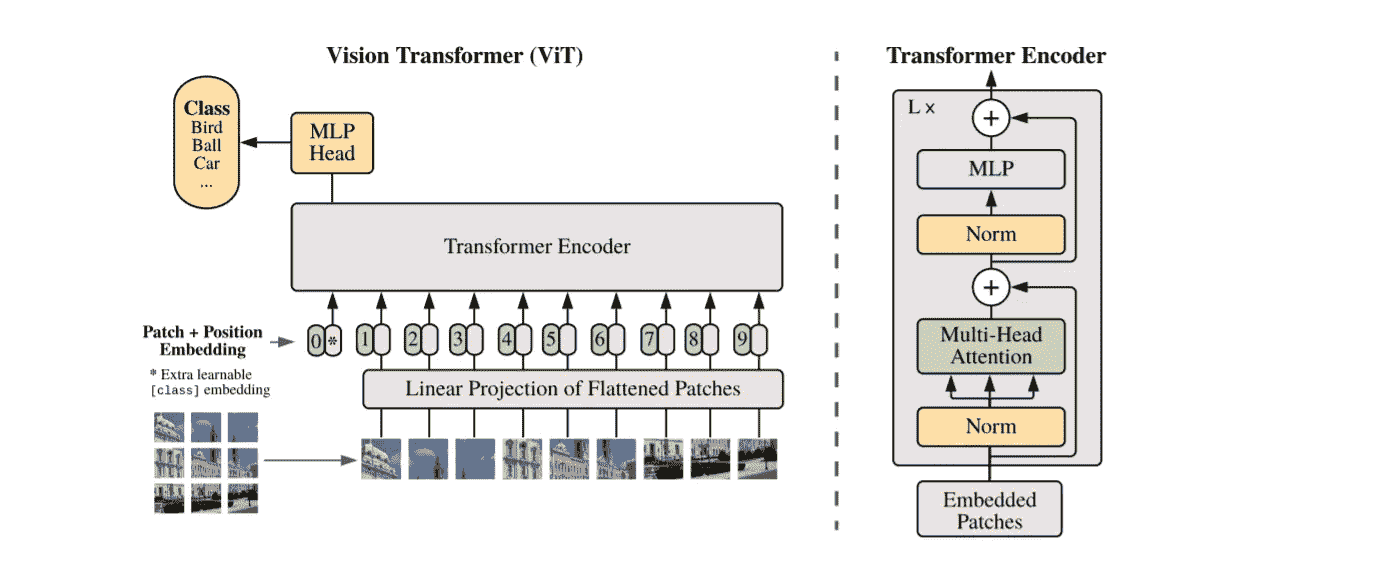 Vision Transformer (ViT)
Class
Bird
Ball
Car
...
MLP
Head
Transformer Encoder
Patch + Position
Embedding
0 * 1 2 3 4 5 6 7 8 9
* Extra learnable
[class] embedding
Linear Projection of Flattened Patches
Transformer Encoder
L x
+
MLP
Norm
+
Multi-Head
Attention
Norm
Embedded
Patches